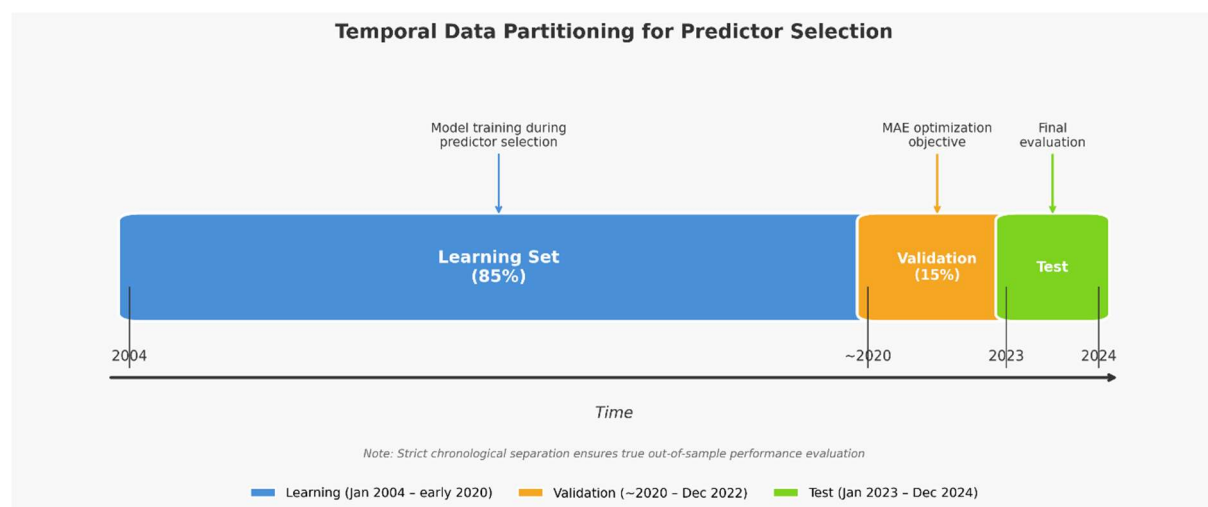 Temporal Data Partitioning for Predictor Selection
Model training during
predictor selection
MAE optimization
objective
Final
evaluation
Learning Set
(85%)
Validation
(15%)
Test
2004
~2020
2023
2024
Time
Note: Strict chronological separation ensures true out-of-sample performance evaluation
Learning (Jan 2004 – early 2020)
Validation (~2020 – Dec 2022)
Test (Jan 2023 – Dec 2024)